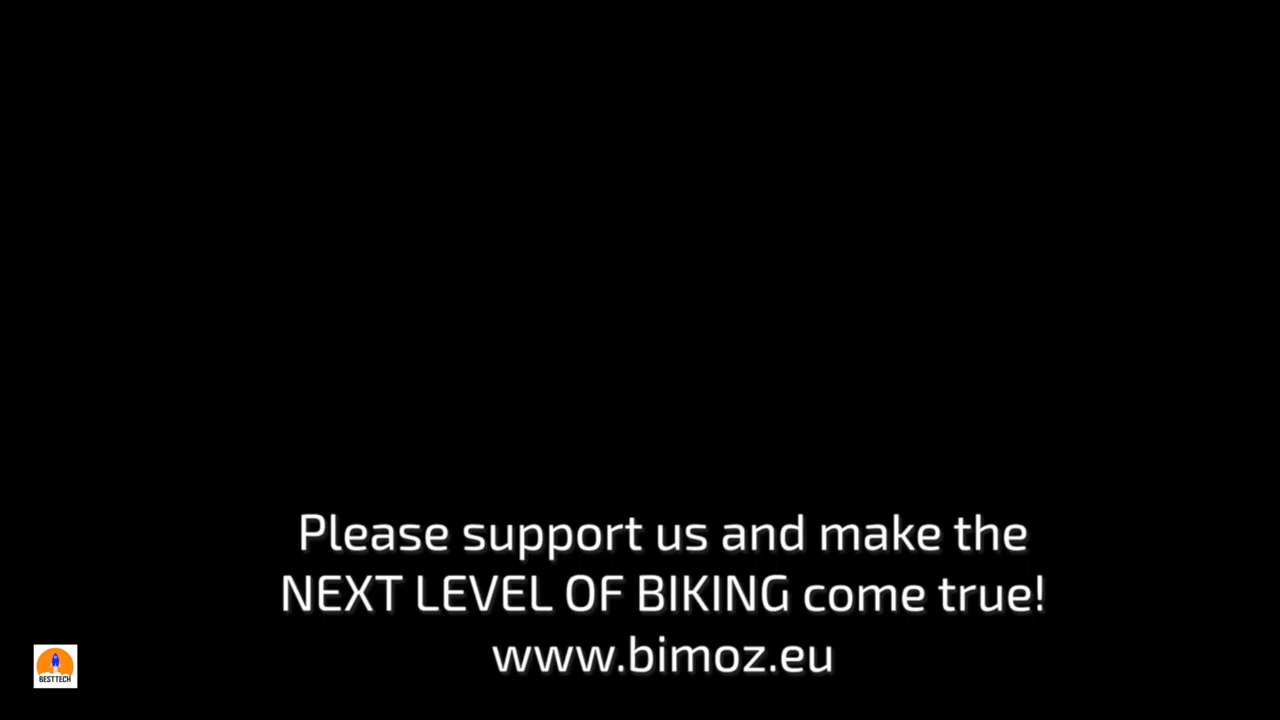 Please support us and make the
NEXT LEVEL OF BIKING come true!
www.bimoz.eu
BESTTECH